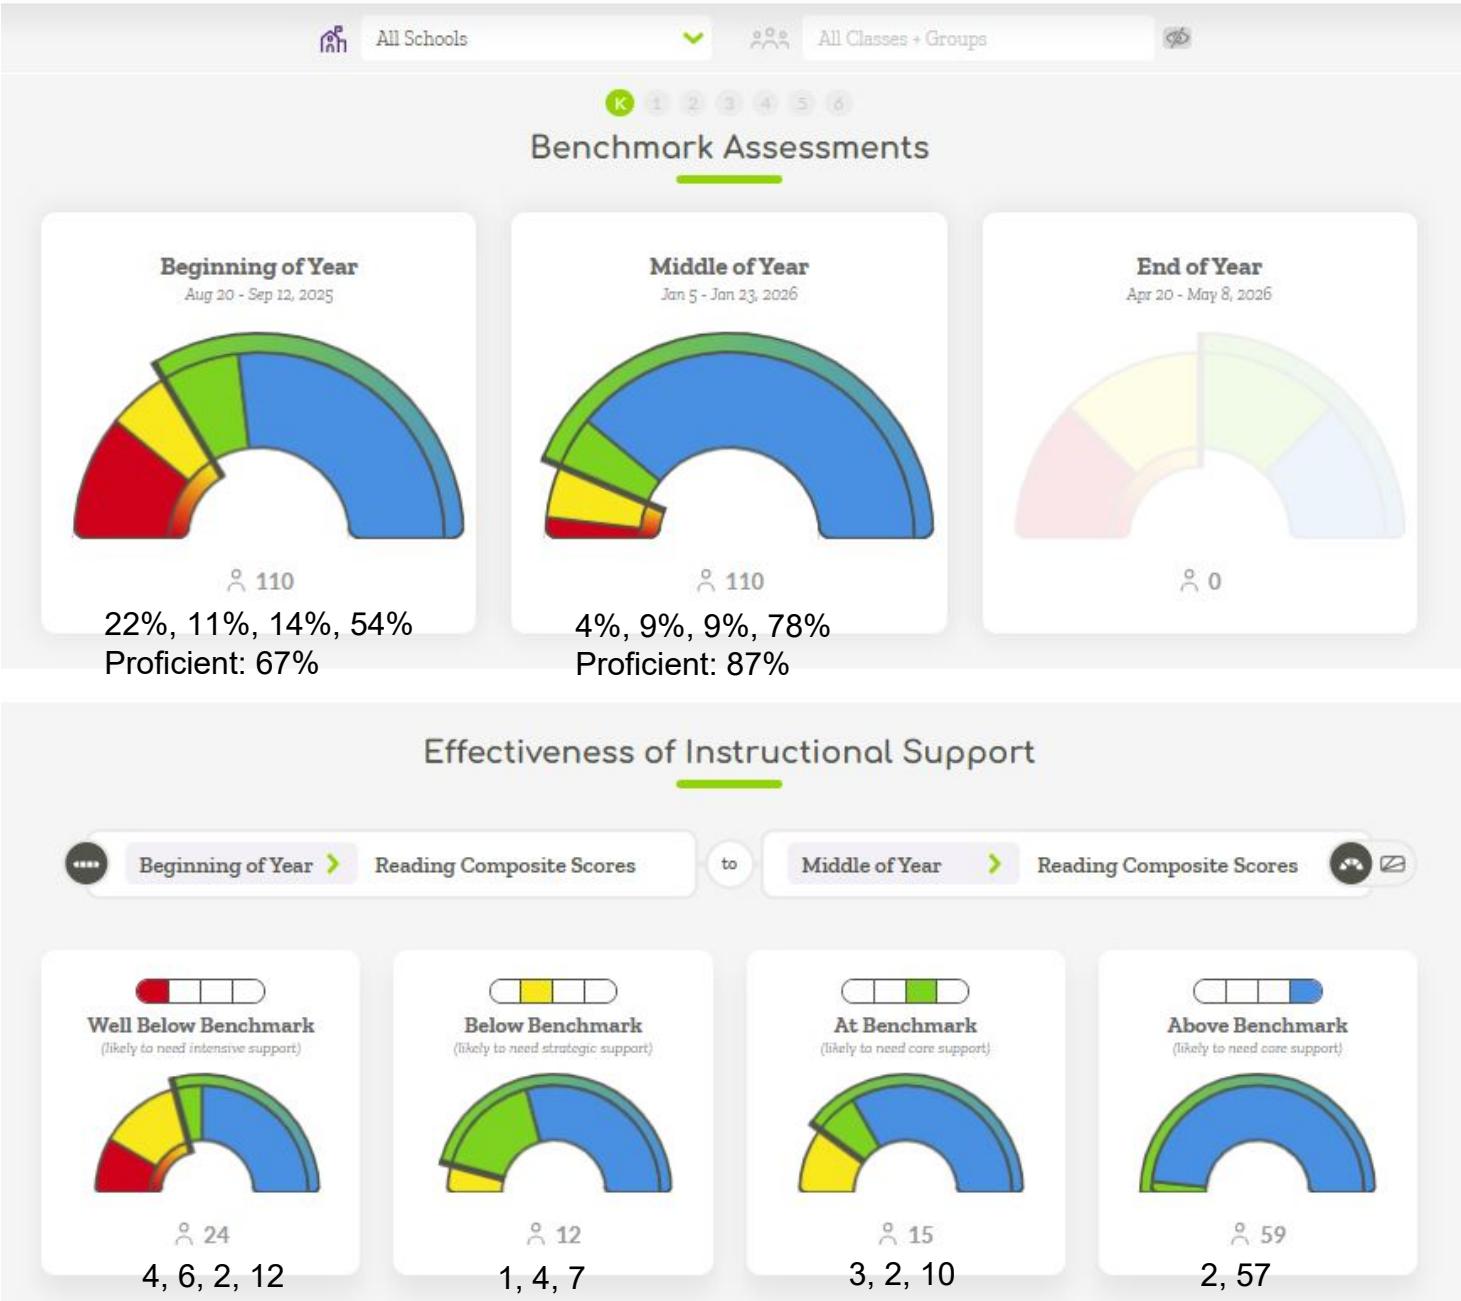 All Schools
All Classes + Groups
K 1 2 3 4 5 6
Benchmark Assessments
Beginning of Year
Aug 20 - Sep 12, 2025
110
22%, 11%, 14%, 54%
Proficient: 67%
Middle of Year
Jan 5 - Jan 23, 2026
110
4%, 9%, 9%, 78%
Proficient: 87%
End of Year
Apr 20 - May 8, 2026
0
Effectiveness of Instructional Support
Beginning of Year Reading Composite Scores to Middle of Year Reading Composite Scores
Well Below Benchmark
(likely to need intensive support)
24
4, 6, 2, 12
Below Benchmark
(likely to need strategic support)
12
1, 4, 7
At Benchmark
(likely to need core support)
15
3, 2, 10
Above Benchmark
(likely to need core support)
59
2, 57